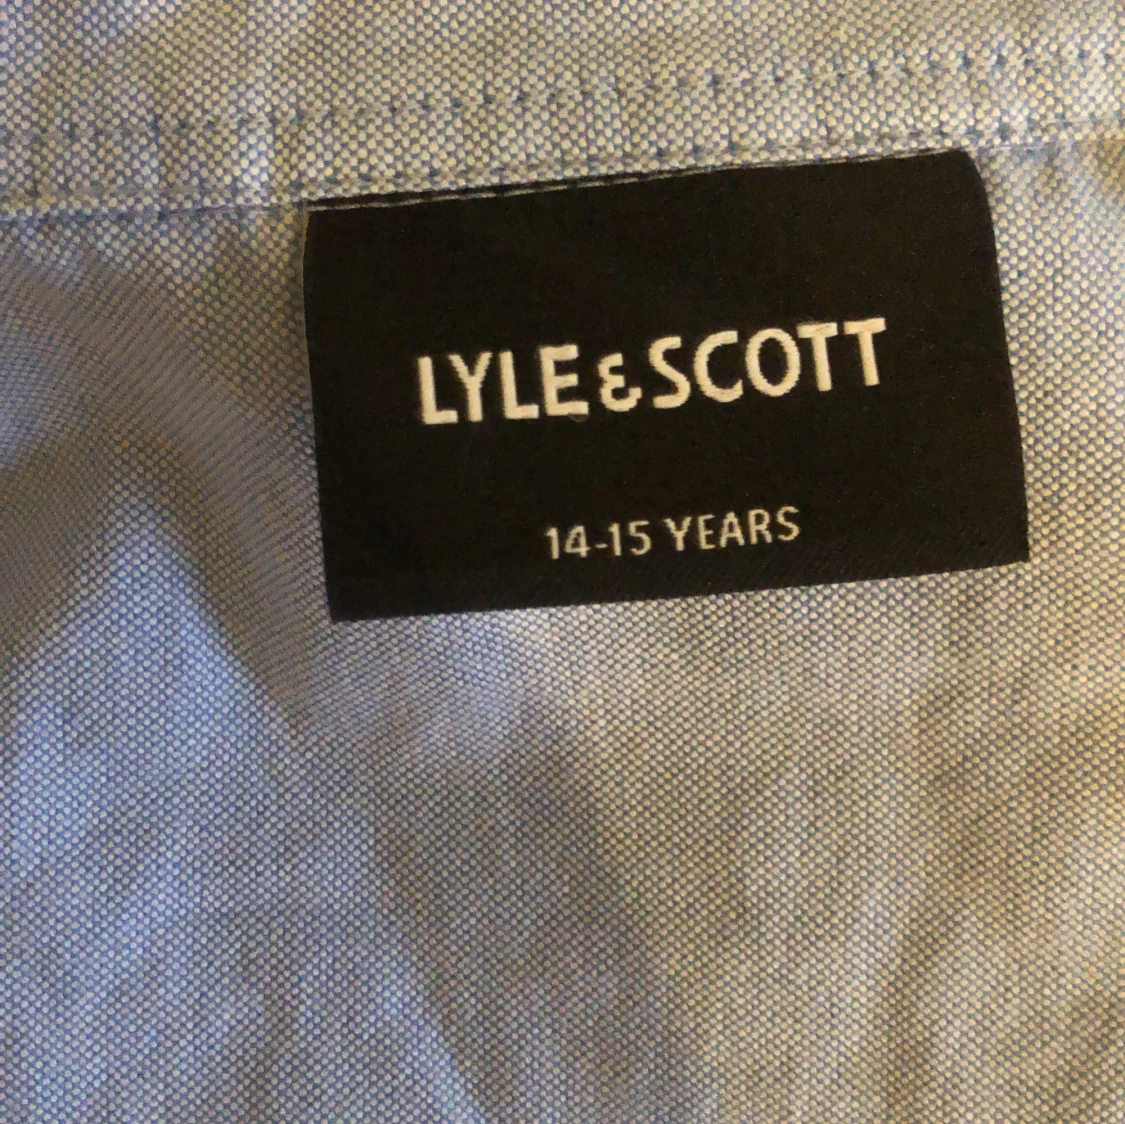 LYLE & SCOTT
14-15 YEARS